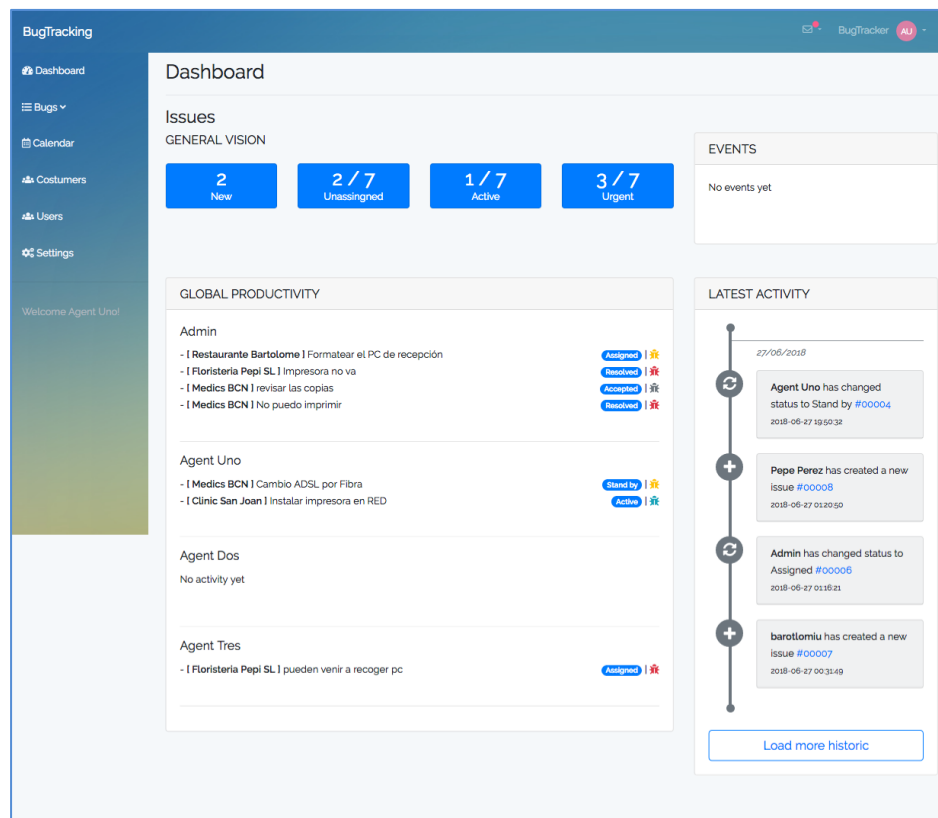 BugTracking
BugTracker AU
Dashboard
Bugs
Calendar
Costumers
Users
Settings
Welcome Agent Uno!
Dashboard
Issues
GENERAL VISION
2
New
2 / 7
Unassingned
1 / 7
Active
3 / 7
Urgent
EVENTS
No events yet
GLOBAL PRODUCTIVITY
Admin
- [ Restaurante Bartolome ] Formatear el PC de recepción Assigned |
- [ Floristeria Pepi SL ] Impresora no va Resolved |
- [ Medics BCN ] revisar las copias Accepted |
- [ Medics BCN ] No puedo imprimir Resolved |
Agent Uno
- [ Medics BCN ] Cambio ADSL por Fibra Stand by |
- [ Clinic San Joan ] Instalar impresora en RED Active |
Agent Dos
No activity yet
Agent Tres
- [ Floristeria Pepi SL ] pueden venir a recoger pc Assigned |
LATEST ACTIVITY
27/06/2018
Agent Uno has changed
status to Stand by #00004
2018-06-27 19:50:32
Pepe Perez has created a new
issue #00008
2018-06-27 01:20:50
Admin has changed status to
Assigned #00006
2018-06-27 01:16:21
barotlomiu has created a new
issue #00007
2018-06-27 00:31:49
Load more historic